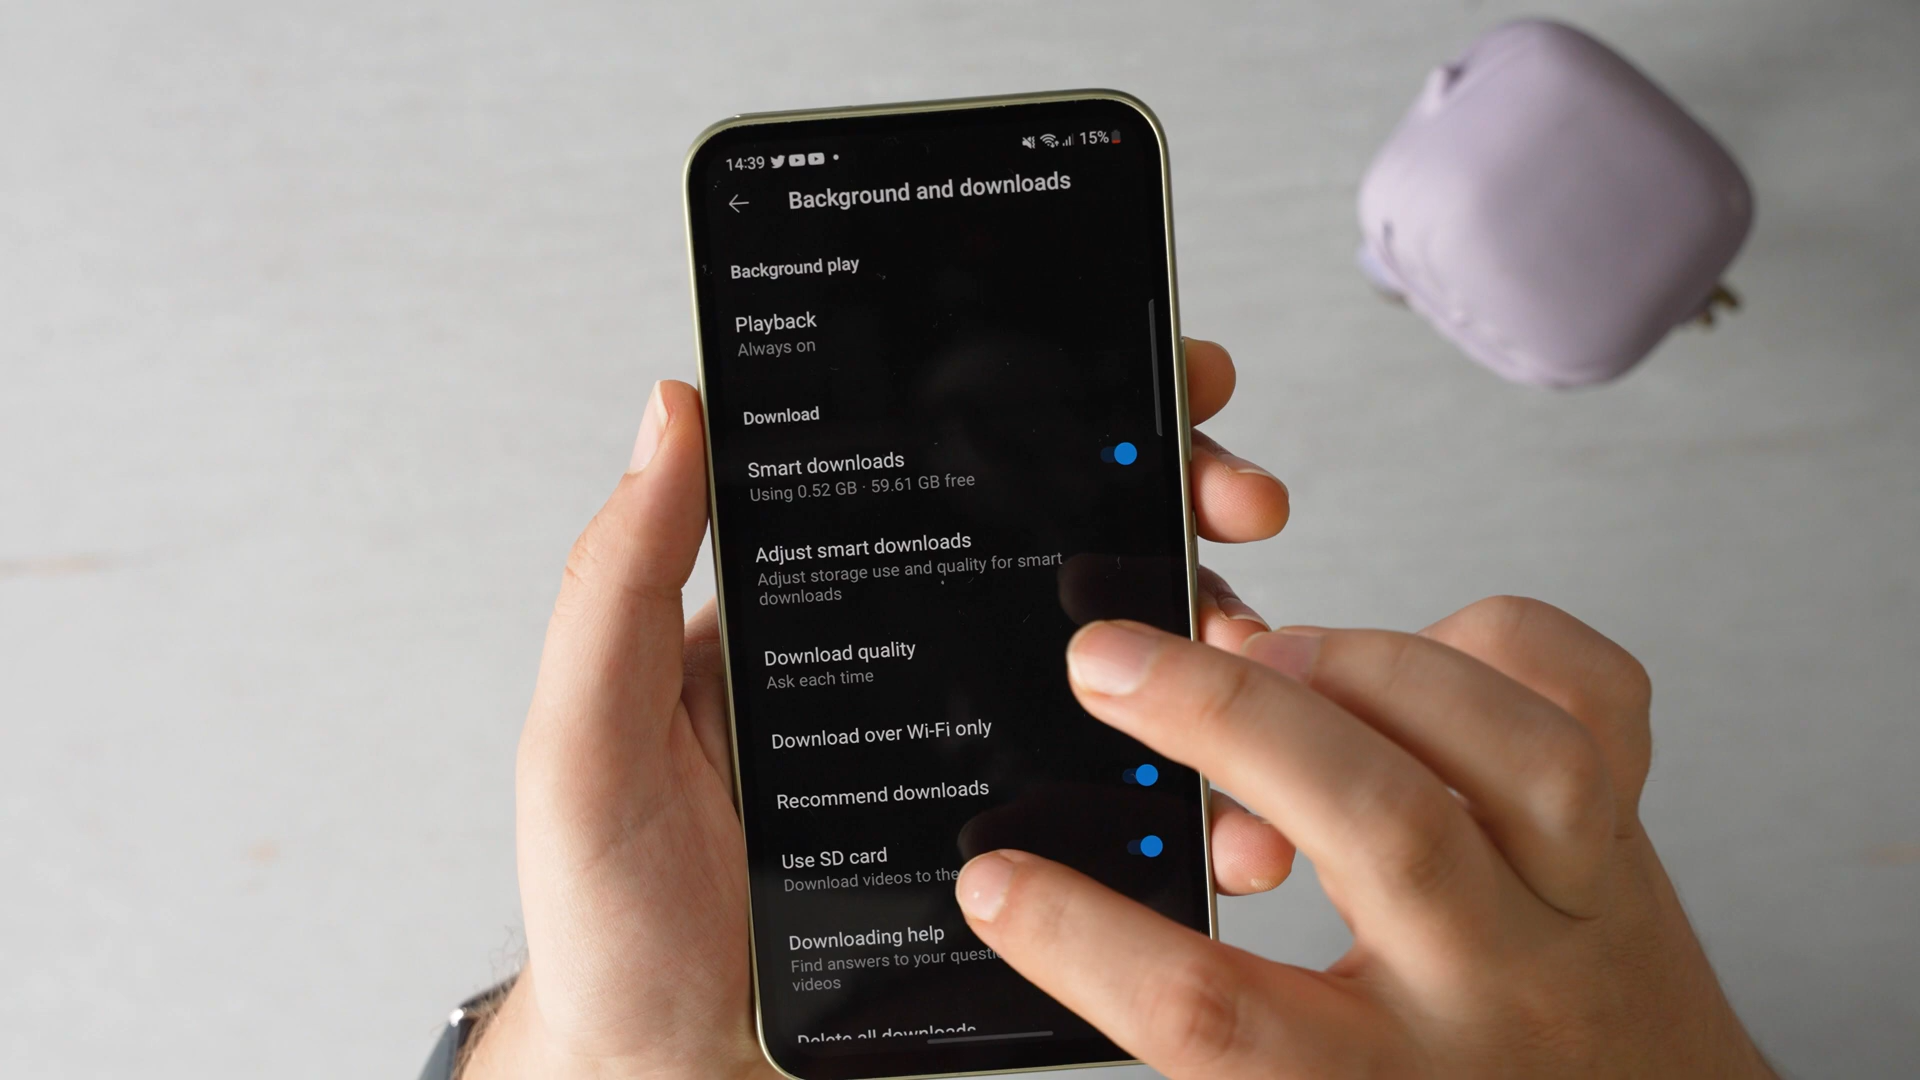 14:39
15%
Background and downloads
Background play
Playback
Always on
Download
Smart downloads
Using 0.52 GB · 59.61 GB free
Adjust smart downloads
Adjust storage use and quality for smart
downloads
Download quality
Ask each time
Download over Wi-Fi only
Recommend downloads
Use SD card
Download videos to the
Downloading help
Find answers to your
videos
Delete all downloads